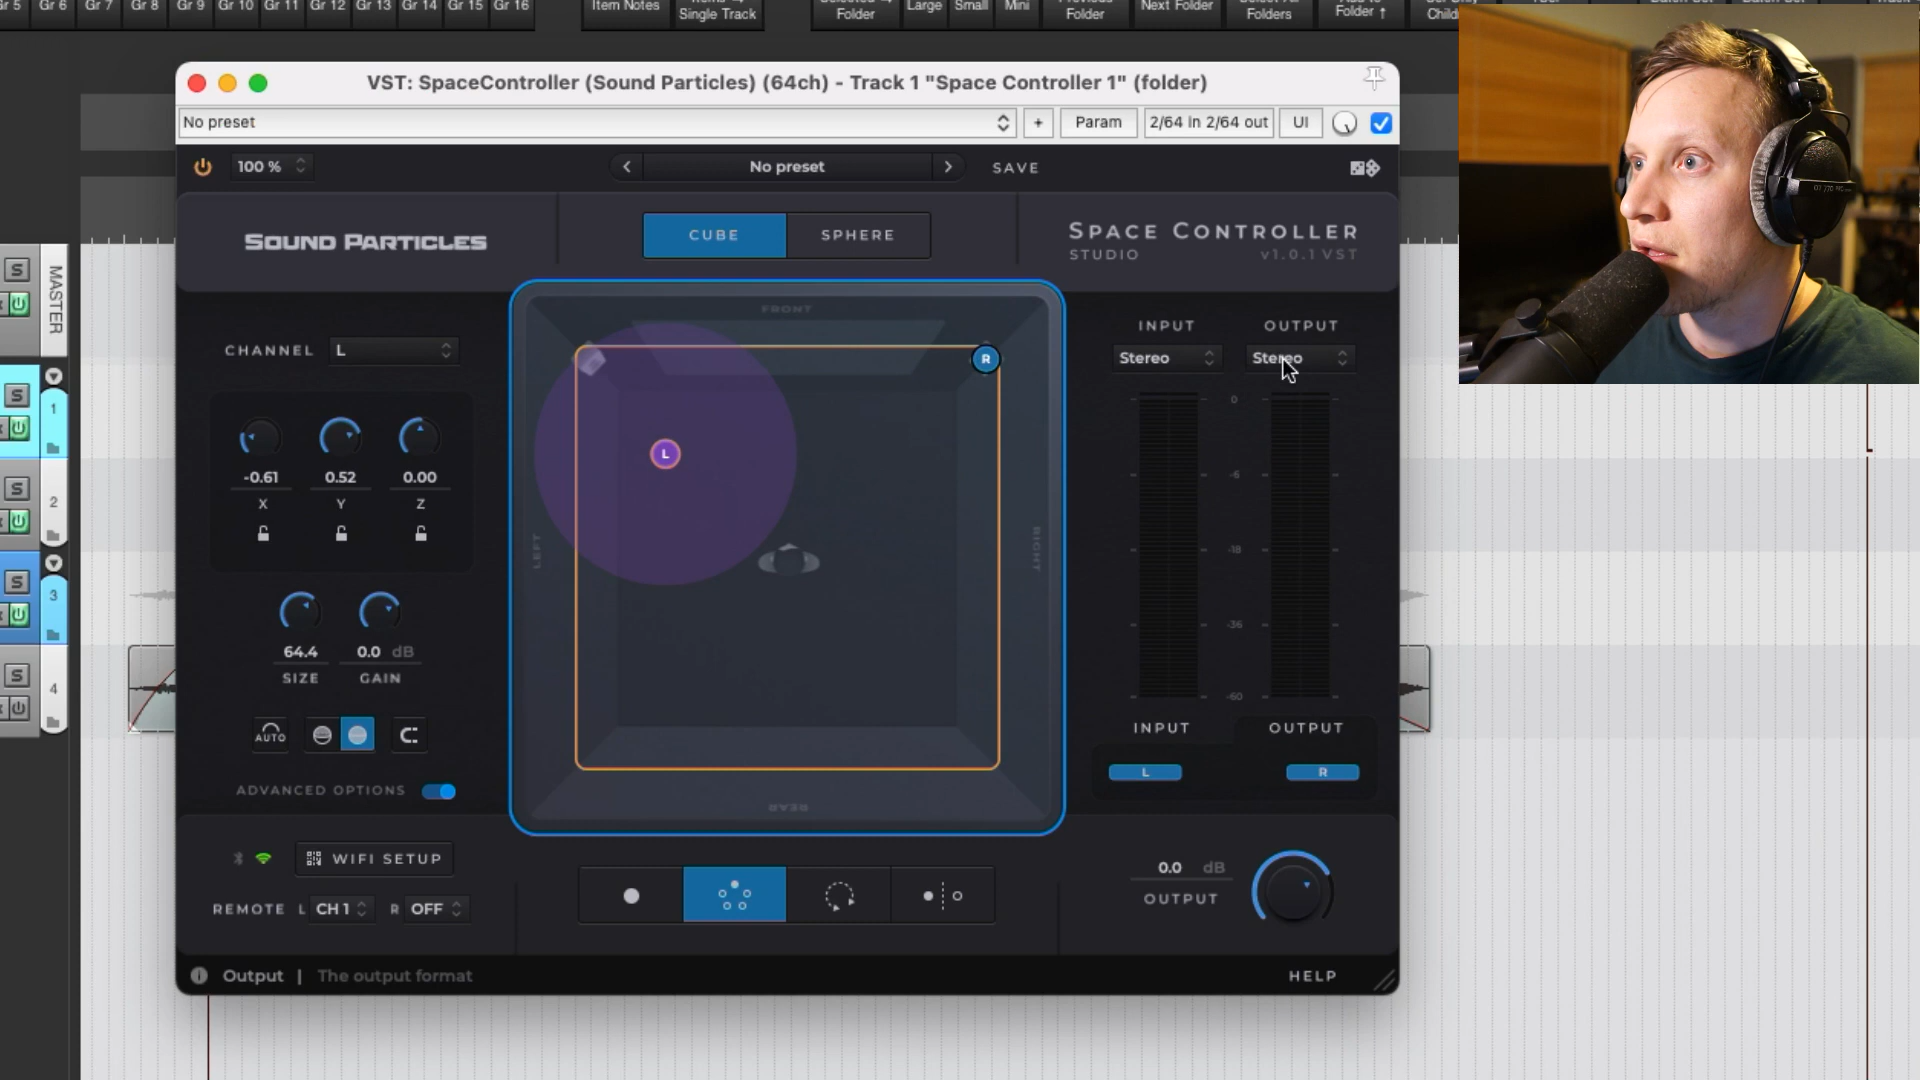 Gr 6
Gr 7
Gr 8
Gr 9
Gr 10
Gr 11
Gr 12
Gr 13
Gr 14
Gr 15
Gr 16
Item Notes
Single Track
Folder
Large
Small
Mini
Folder
Next Folder
Folders
Folder ↑
VST: SpaceController (Sound Particles) (64ch) - Track 1 "Space Controller 1" (folder)
No preset
+
Param
2/64 in 2/64 out
UI
100 %
<
No preset
>
SAVE
SOUND PARTICLES
CUBE
SPHERE
SPACE CONTROLLER
STUDIO
v1.0.1 VST
CHANNEL
L
-0.61
0.52
0.00
X
Y
Z
64.4
0.0 dB
SIZE
GAIN
AUTO
ADVANCED OPTIONS
WIFI SETUP
REMOTE L CH 1 R OFF
FRONT
LEFT
RIGHT
REAR
L
R
INPUT
OUTPUT
Stereo
Stereo
0
-6
-18
-36
-60
INPUT
OUTPUT
L
R
0.0 dB
OUTPUT
Output | The output format
HELP
S
MASTER
S
1
S
2
S
3
S
4